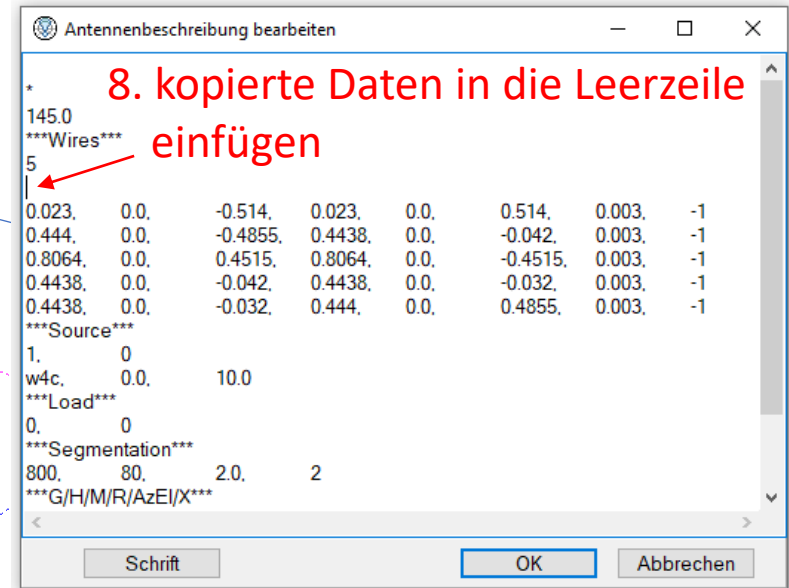 Antennenbeschreibung bearbeiten
*
8. kopierte Daten in die Leerzeile
145.0
***Wires***
einfügen
5
0.023, 0.0, -0.514, 0.023, 0.0, 0.514, 0.003, -1
0.444, 0.0, -0.4855, 0.4438, 0.0, -0.042, 0.003, -1
0.8064, 0.0, 0.4515, 0.8064, 0.0, -0.4515, 0.003, -1
0.4438, 0.0, -0.042, 0.4438, 0.0, -0.032, 0.003, -1
0.4438, 0.0, -0.032, 0.444, 0.0, 0.4855, 0.003, -1
***Source***
1, 0
w4c, 0.0, 10.0
***Load***
0, 0
***Segmentation***
800, 80, 2.0, 2
***G/H/M/R/AzEl/X***
Schrift OK Abbrechen